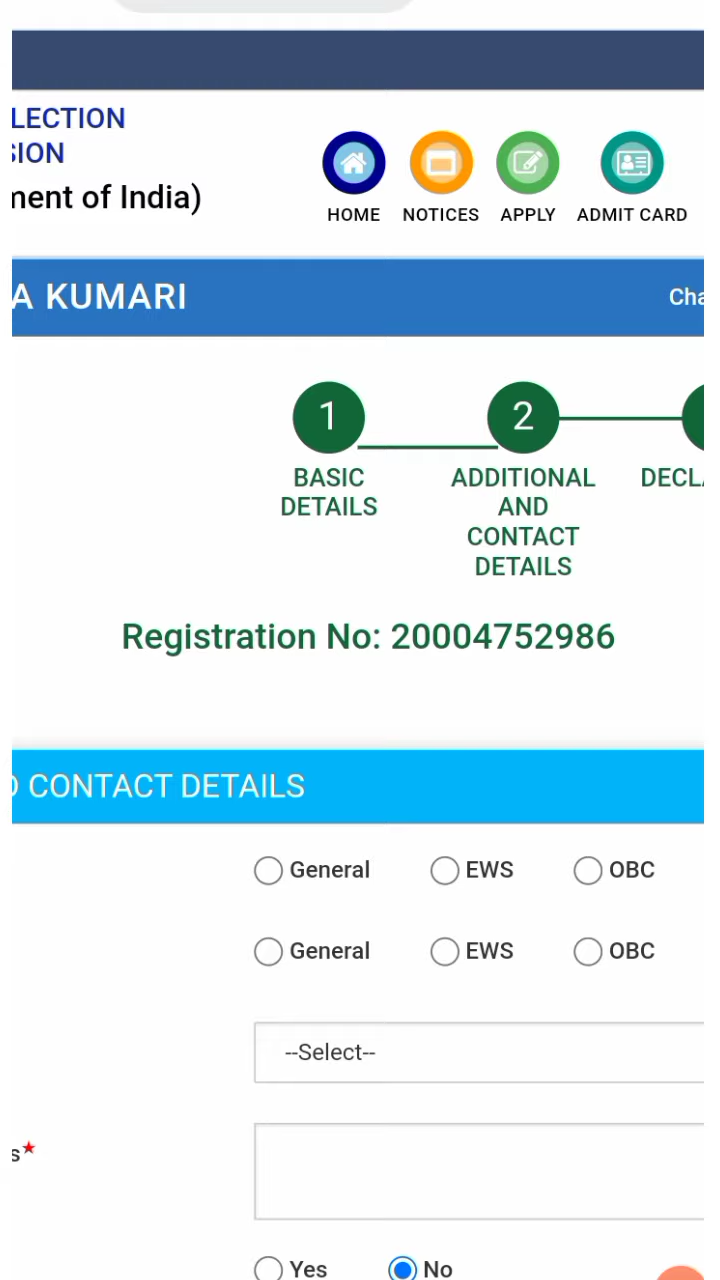 LECTION
SION
ment of India)
HOME NOTICES APPLY ADMIT CARD
A KUMARI Cha
1 2
BASIC DETAILS ADDITIONAL AND CONTACT DETAILS DECLA
Registration No: 20004752986
D CONTACT DETAILS
General EWS OBC
General EWS OBC
--Select--
s★
Yes No